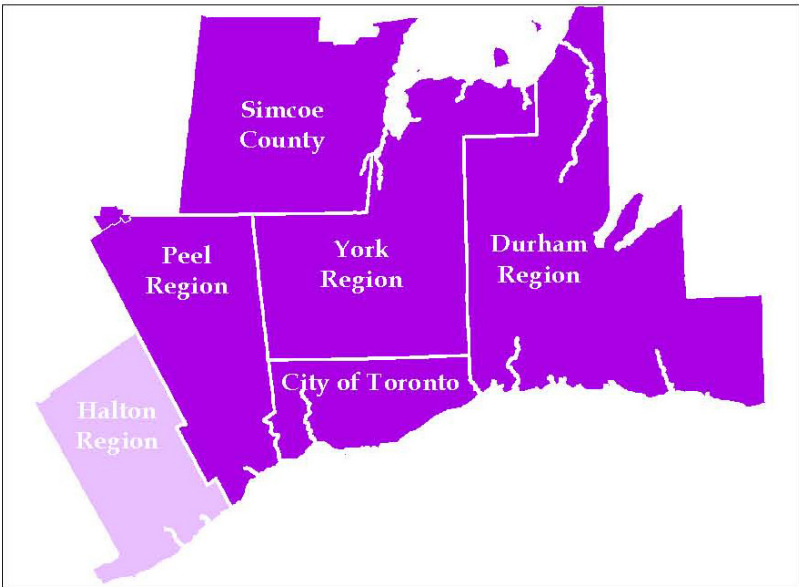 Simcoe
County
Peel
Region
York
Region
Durham
Region
City of Toronto
Halton
Region